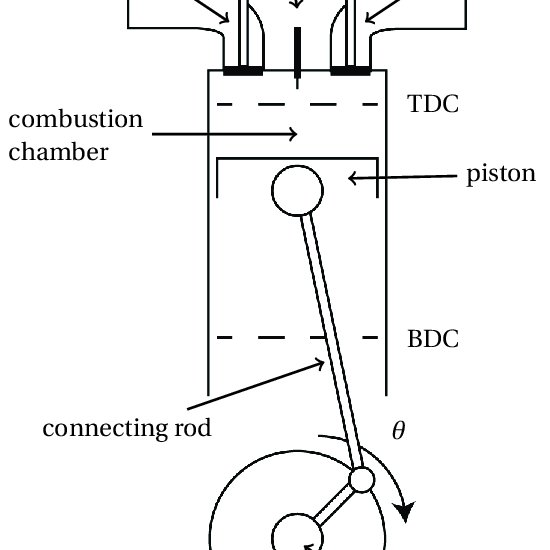 TDC
combustion
chamber
piston
BDC
connecting rod
θ